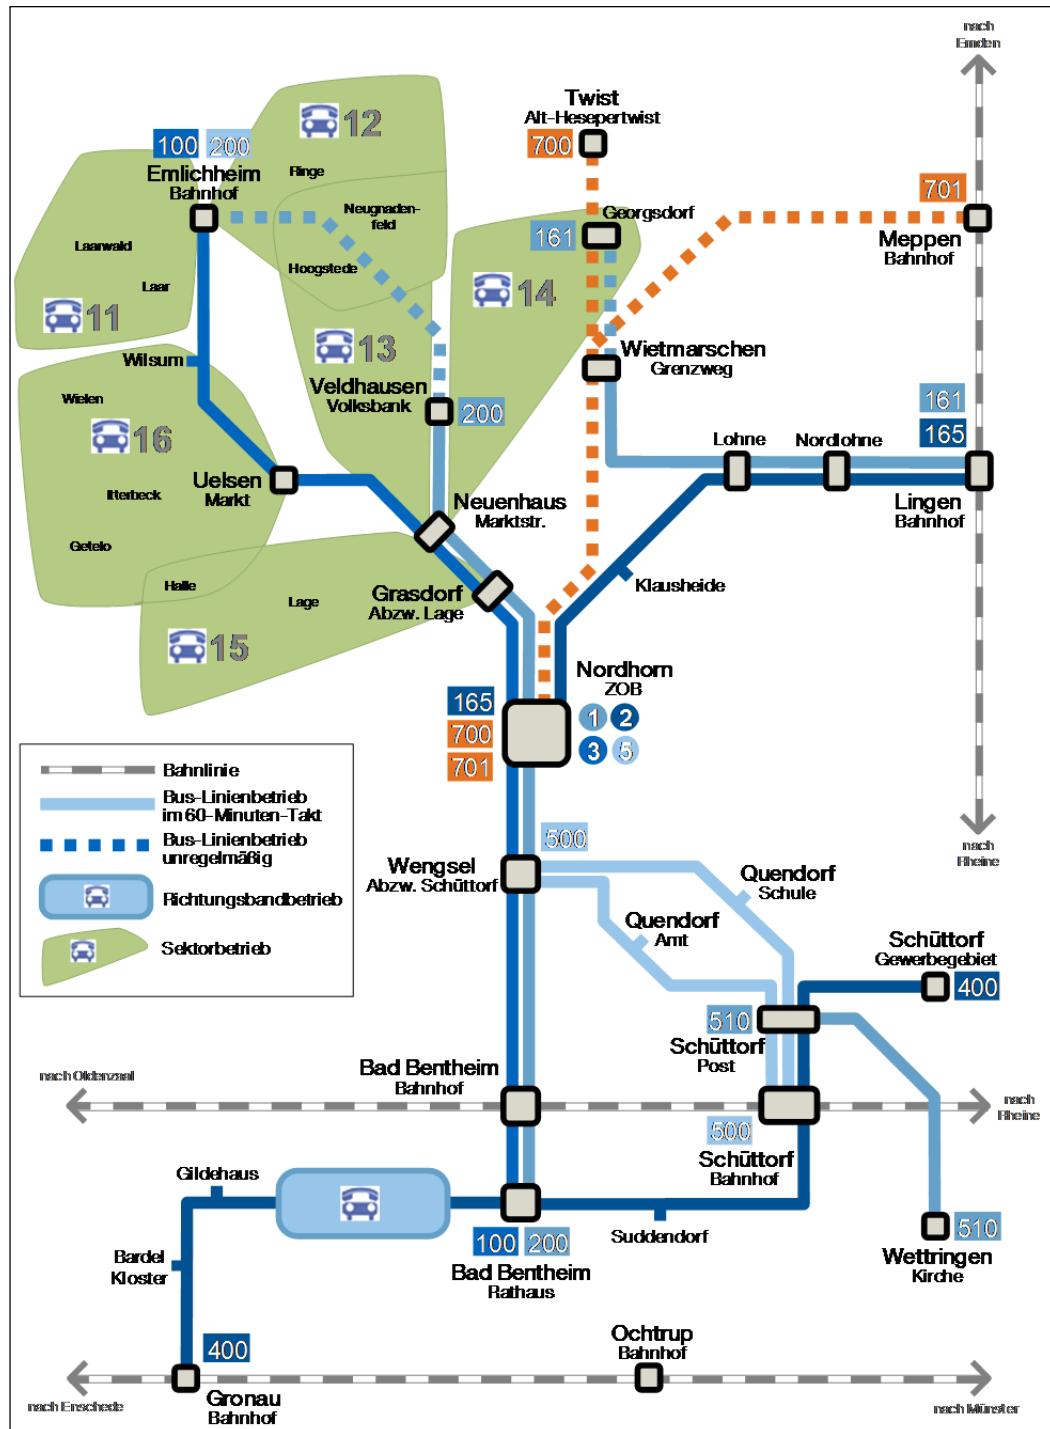 nach
Emden
Twist
Alt-Hesepertwist
700
12
100
200
Emlichheim
Bahnhof
Ringe
Neugnaden-
feld
Georgsdorf
161
701
Meppen
Bahnhof
Laarwald
Laar
Hoogstede
11
14
13
Wilsum
Wietmarschen
Grenzweg
Veldhausen
Volksbank
200
Wielen
16
161
165
Lohne
Nordlohne
Uelsen
Markt
Itterbeck
Neuenhaus
Marktstr.
Lingen
Bahnhof
Getelo
Halle
Lage
Grasdorf
Abzw. Lage
Klausheide
15
Nordhorn
ZOB
165
700
701
1
2
3
5
Bahnlinie
Bus-Linienbetrieb
im 60-Minuten-Takt
Bus-Linienbetrieb
unregelmäßig
Richtungsbandbetrieb
Sektorbetrieb
nach
Rheine
500
Wengsel
Abzw. Schüttorf
Quendorf
Schule
Quendorf
Amt
Schüttorf
Gewerbegebiet
400
510
Schüttorf
Post
nach Oldenzaal
Bad Bentheim
Bahnhof
nach
Rheine
500
Schüttorf
Bahnhof
Gildehaus
Suddendorf
510
Wettringen
Kirche
100
200
Bad Bentheim
Rathaus
Bardel
Kloster
400
Gronau
Bahnhof
Ochtrup
Bahnhof
nach Enschede
nach Münster